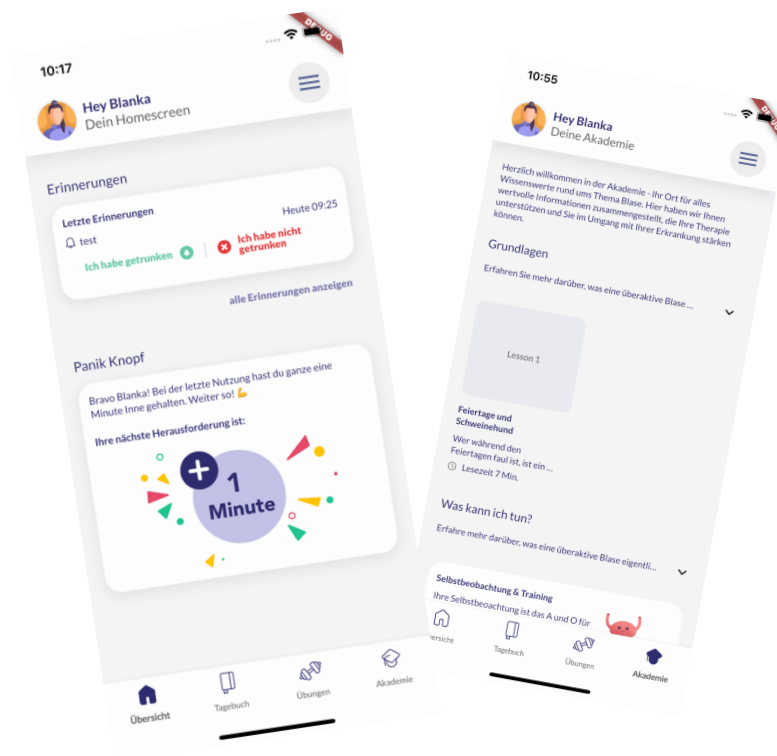 10:17
DEBUG
Hey Blanka
Dein Homescreen
Erinnerungen
Letzte Erinnerungen
Heute 09:25
test
Ich habe getrunken
Ich habe nicht
getrunken
alle Erinnerungen anzeigen
Panik Knopf
Bravo Blanka! Bei der letzte Nutzung hast du ganze eine
Minute Inne gehalten. Weiter so! 💪
Ihre nächste Herausforderung ist:
+
1
Minute
Übersicht
Tagebuch
Übungen
Akademie
10:55
Hey Blanka
Deine Akademie
Herzlich willkommen in der Akademie - Ihr Ort für alles
Wissenswerte rund ums Thema Blase. Hier haben wir Ihnen
wertvolle Informationen zusammengestellt, die Ihre Therapie
unterstützen und Sie im Umgang mit Ihrer Erkrankung stärken
können.
Grundlagen
Erfahren Sie mehr darüber, was eine überaktive Blase ...
Lesson 1
Feiertage und
Schweinehund
Wer während den
Feiertagen faul ist, ist ein ...
Lesezeit 7 Min.
Was kann ich tun?
Erfahre mehr darüber, was eine überaktive Blase eigentli...
Selbstbeobachtung & Training
Ihre Selbstbeoachtung ist das A und O für
ersicht
Tagebuch
Übungen
Akademie